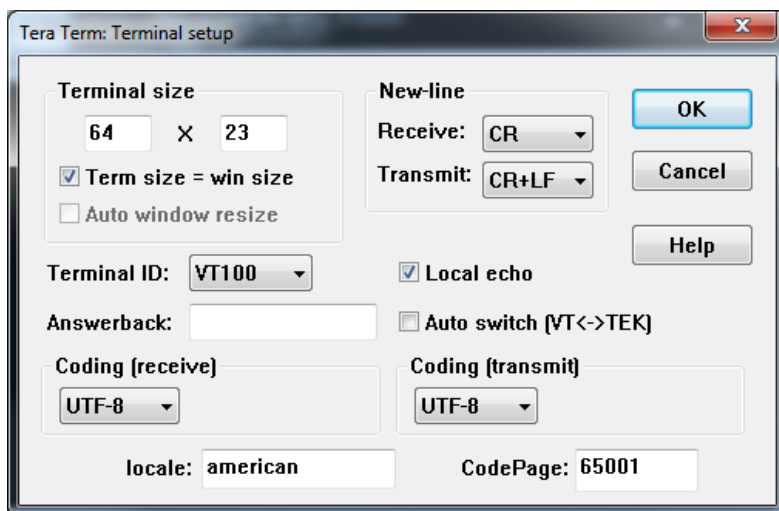 Tera Term: Terminal setup
Terminal size
64 X 23
Term size = win size
Auto window resize
New-line
Receive: CR
Transmit: CR+LF
OK
Cancel
Help
Terminal ID: VT100
Local echo
Answerback:
Auto switch (VT<->TEK)
Coding (receive)
UTF-8
Coding (transmit)
UTF-8
locale: american
CodePage: 65001